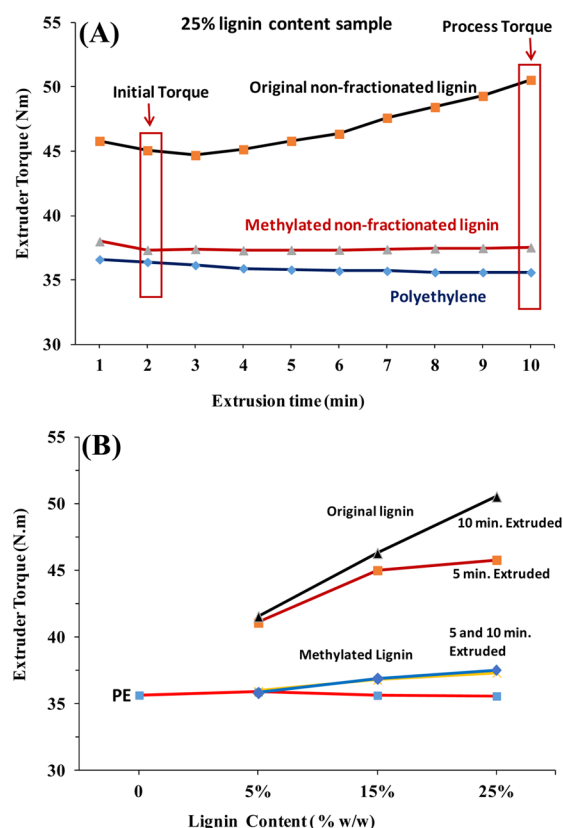 (A)
25% lignin content sample
Process Torque
Initial Torque
Original non-fractionated lignin
Methylated non-fractionated lignin
Polyethylene
Extruder Torque (Nm)
55
50
45
40
35
30
1 2 3 4 5 6 7 8 9 10
Extrusion time (min)
(B)
Original lignin
10 min. Extruded
5 min. Extruded
5 and 10 min.
Extruded
Methylated Lignin
PE
Extruder Torque (N.m)
55
50
45
40
35
30
0 5% 15% 25%
Lignin Content (% w/w)